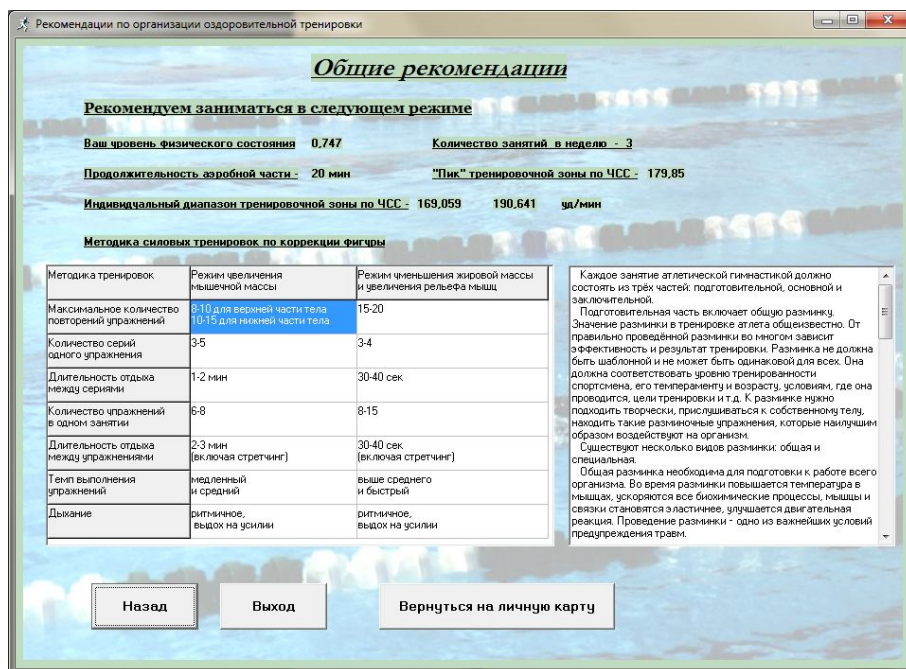 Рекомендации по организации оздоровительной тренировки
Общие рекомендации
Рекомендуем заниматься в следующем режиме
Ваш уровень физического состояния 0,747 Количество занятий в неделю - 3
Продолжительность аэробной части - 20 мин "Пик" тренировочной зоны по ЧСС - 179,85
Индивидуальный диапазон тренировочной зоны по ЧСС - 169,059 190,641 уд/мин
Методика силовых тренировок по коррекции фигуры
Методика тренировок
Режим увеличения
мышечной массы
Режим уменьшения жировой массы
и увеличения рельефа мышц
Максимальное количество
повторений упражнений
8-10 для верхней части тела
10-15 для нижней части тела
15-20
Количество серий
одного упражнения
3-5
3-4
Длительность отдыха
между сериями
1-2 мин
30-40 сек
Количество упражнений
в одном занятии
6-8
8-15
Длительность отдыха
между упражнениями
2-3 мин
(включая стретчинг)
30-40 сек
(включая стретчинг)
Темп выполнения
упражнений
медленный
и средний
выше среднего
и быстрый
Дыхание
ритмичное,
выдох на усилии
ритмичное,
выдох на усилии
Каждое занятие атлетической гимнастикой должно
состоять из трёх частей: подготовительной, основной и
заключительной.
Подготовительная часть включает общую разминку.
Значение разминки в тренировке атлета общеизвестно. От
правильно проведённой разминки во многом зависит
эффективность и результат тренировки. Разминка не должна
быть шаблонной и не может быть одинаковой для всех. Она
должна соответствовать уровню тренированности
спортсмена, его темпераменту и возрасту, условиям, где она
проводится, цели тренировки и т.д. К разминке нужно
подходить творчески, прислушиваться к собственному телу,
находить такие разминочные упражнения, которые наилучшим
образом воздействуют на организм.
Существуют несколько видов разминки: общая и
специальная.
Общая разминка необходима для подготовки к работе всего
организма. Во время разминки повышается температура в
мышцах, ускоряются все биохимические процессы, мышцы и
связки становятся эластичнее, улучшается двигательная
реакция. Проведение разминки - одно из важнейших условий
предупреждения травм.
Назад
Выход
Вернуться на личную карту